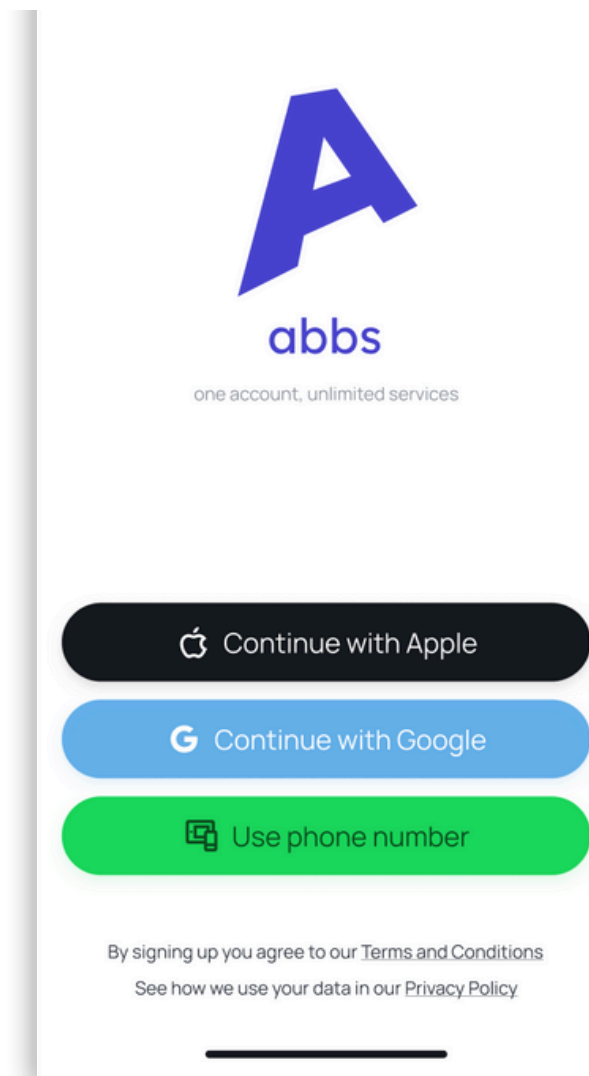 A
abbs
one account, unlimited services
Continue with Apple
G Continue with Google
Use phone number
By signing up you agree to our Terms and Conditions
See how we use your data in our Privacy Policy